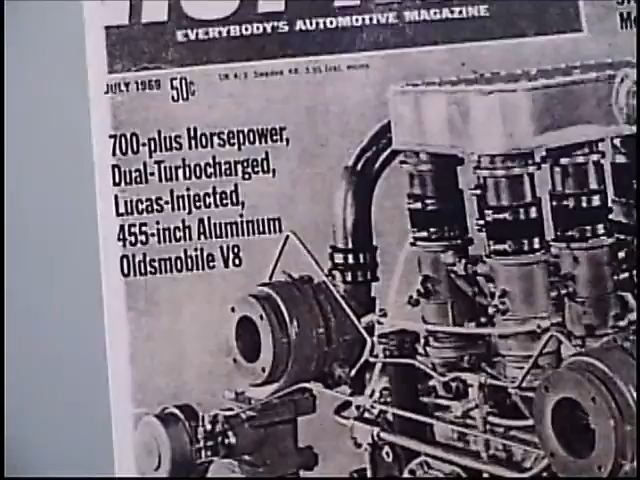 EVERYBODY'S AUTOMOTIVE MAGAZINE
JULY 1969 50¢
700-plus Horsepower,
Dual-Turbocharged,
Lucas-Injected,
455-inch Aluminum
Oldsmobile V8